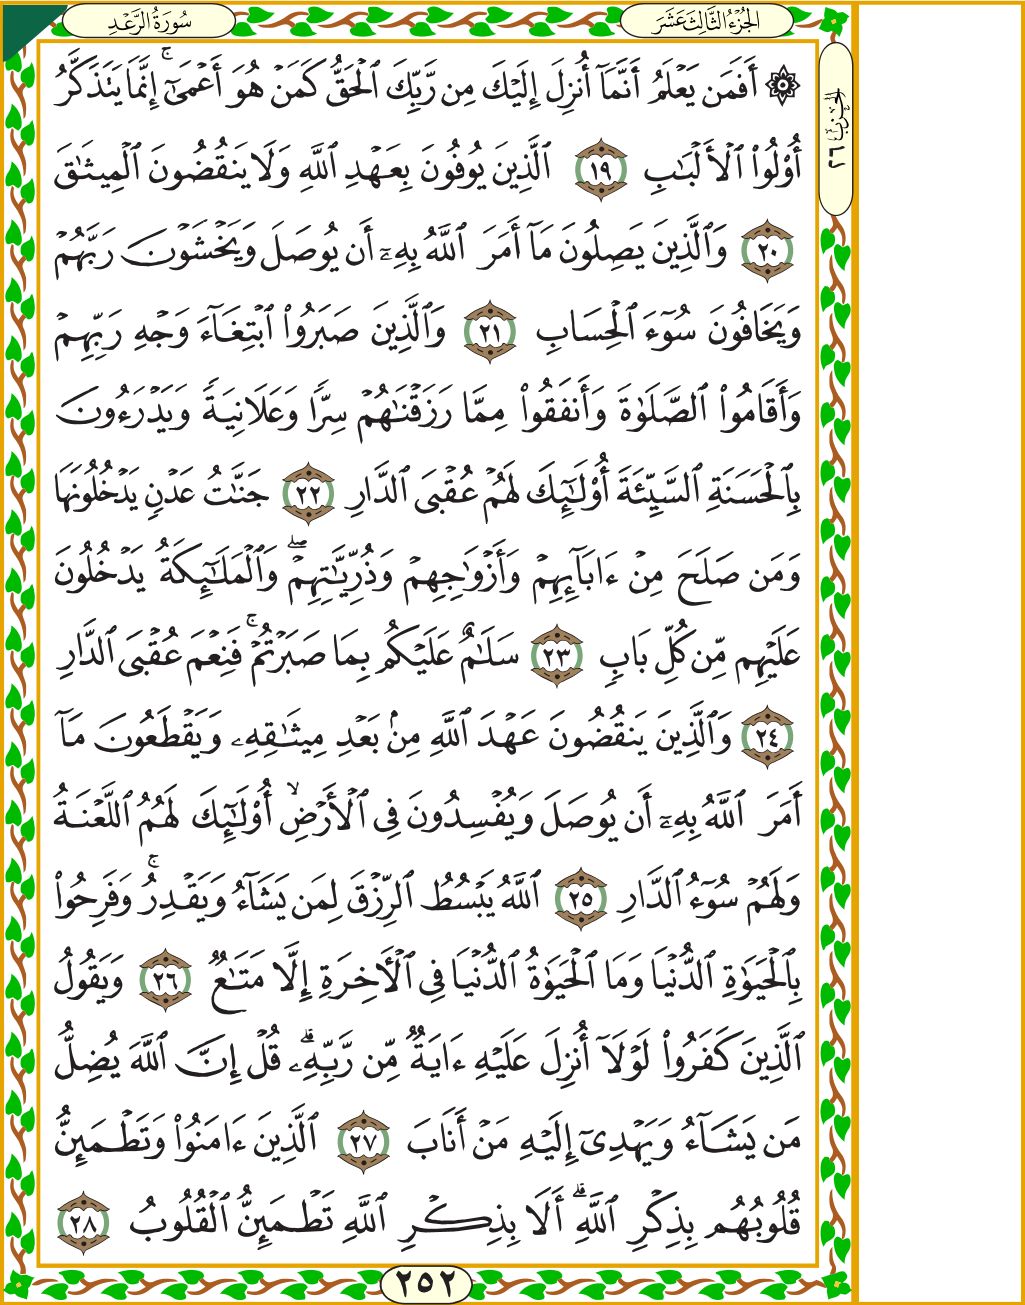 سُورَةُ الرَّعْدِ
الجُزْءُ الثَّالِثَ عَشَرَ
الحِزْبُ ٢٦
۞ أَفَمَن يَعْلَمُ أَنَّمَآ أُنزِلَ إِلَيْكَ مِن رَّبِّكَ ٱلْحَقُّ كَمَنْ هُوَ أَعْمَىٰٓ ۚ إِنَّمَا يَتَذَكَّرُ
أُو۟لُوا۟ ٱلْأَلْبَـٰبِ ١٩ ٱلَّذِينَ يُوفُونَ بِعَهْدِ ٱللَّهِ وَلَا يَنقُضُونَ ٱلْمِيثَـٰقَ
٢٠ وَٱلَّذِينَ يَصِلُونَ مَآ أَمَرَ ٱللَّهُ بِهِۦٓ أَن يُوصَلَ وَيَخْشَوْنَ رَبَّهُمْ
وَيَخَافُونَ سُوٓءَ ٱلْحِسَابِ ٢١ وَٱلَّذِينَ صَبَرُوا۟ ٱبْتِغَآءَ وَجْهِ رَبِّهِمْ
وَأَقَامُوا۟ ٱلصَّلَوٰةَ وَأَنفَقُوا۟ مِمَّا رَزَقْنَـٰهُمْ سِرًّا وَعَلَانِيَةً وَيَدْرَءُونَ
بِٱلْحَسَنَةِ ٱلسَّيِّئَةَ أُو۟لَـٰٓئِكَ لَهُمْ عُقْبَى ٱلدَّارِ ٢٢ جَنَّـٰتُ عَدْنٍ يَدْخُلُونَهَا
وَمَن صَلَحَ مِنْ ءَابَآئِهِمْ وَأَزْوَٰجِهِمْ وَذُرِّيَّـٰتِهِمْ ۖ وَٱلْمَلَـٰٓئِكَةُ يَدْخُلُونَ
عَلَيْهِم مِّن كُلِّ بَابٍ ٢٣ سَلَـٰمٌ عَلَيْكُم بِمَا صَبَرْتُمْ ۚ فَنِعْمَ عُقْبَى ٱلدَّارِ
٢٤ وَٱلَّذِينَ يَنقُضُونَ عَهْدَ ٱللَّهِ مِنۢ بَعْدِ مِيثَـٰقِهِۦ وَيَقْطَعُونَ مَآ
أَمَرَ ٱللَّهُ بِهِۦٓ أَن يُوصَلَ وَيُفْسِدُونَ فِى ٱلْأَرْضِ ۙ أُو۟لَـٰٓئِكَ لَهُمُ ٱللَّعْنَةُ
وَلَهُمْ سُوٓءُ ٱلدَّارِ ٢٥ ٱللَّهُ يَبْسُطُ ٱلرِّزْقَ لِمَن يَشَآءُ وَيَقْدِرُ ۚ وَفَرِحُوا۟
بِٱلْحَيَوٰةِ ٱلدُّنْيَا وَمَا ٱلْحَيَوٰةُ ٱلدُّنْيَا فِى ٱلْـَٔاخِرَةِ إِلَّا مَتَـٰعٌ ٢٦ وَيَقُولُ
ٱلَّذِينَ كَفَرُوا۟ لَوْلَآ أُنزِلَ عَلَيْهِ ءَايَةٌ مِّن رَّبِّهِۦ ۗ قُلْ إِنَّ ٱللَّهَ يُضِلُّ
مَن يَشَآءُ وَيَهْدِىٓ إِلَيْهِ مَنْ أَنَابَ ٢٧ ٱلَّذِينَ ءَامَنُوا۟ وَتَطْمَئِنُّ
قُلُوبُهُم بِذِكْرِ ٱللَّهِ ۗ أَلَا بِذِكْرِ ٱللَّهِ تَطْمَئِنُّ ٱلْقُلُوبُ ٢٨
٢٥٢